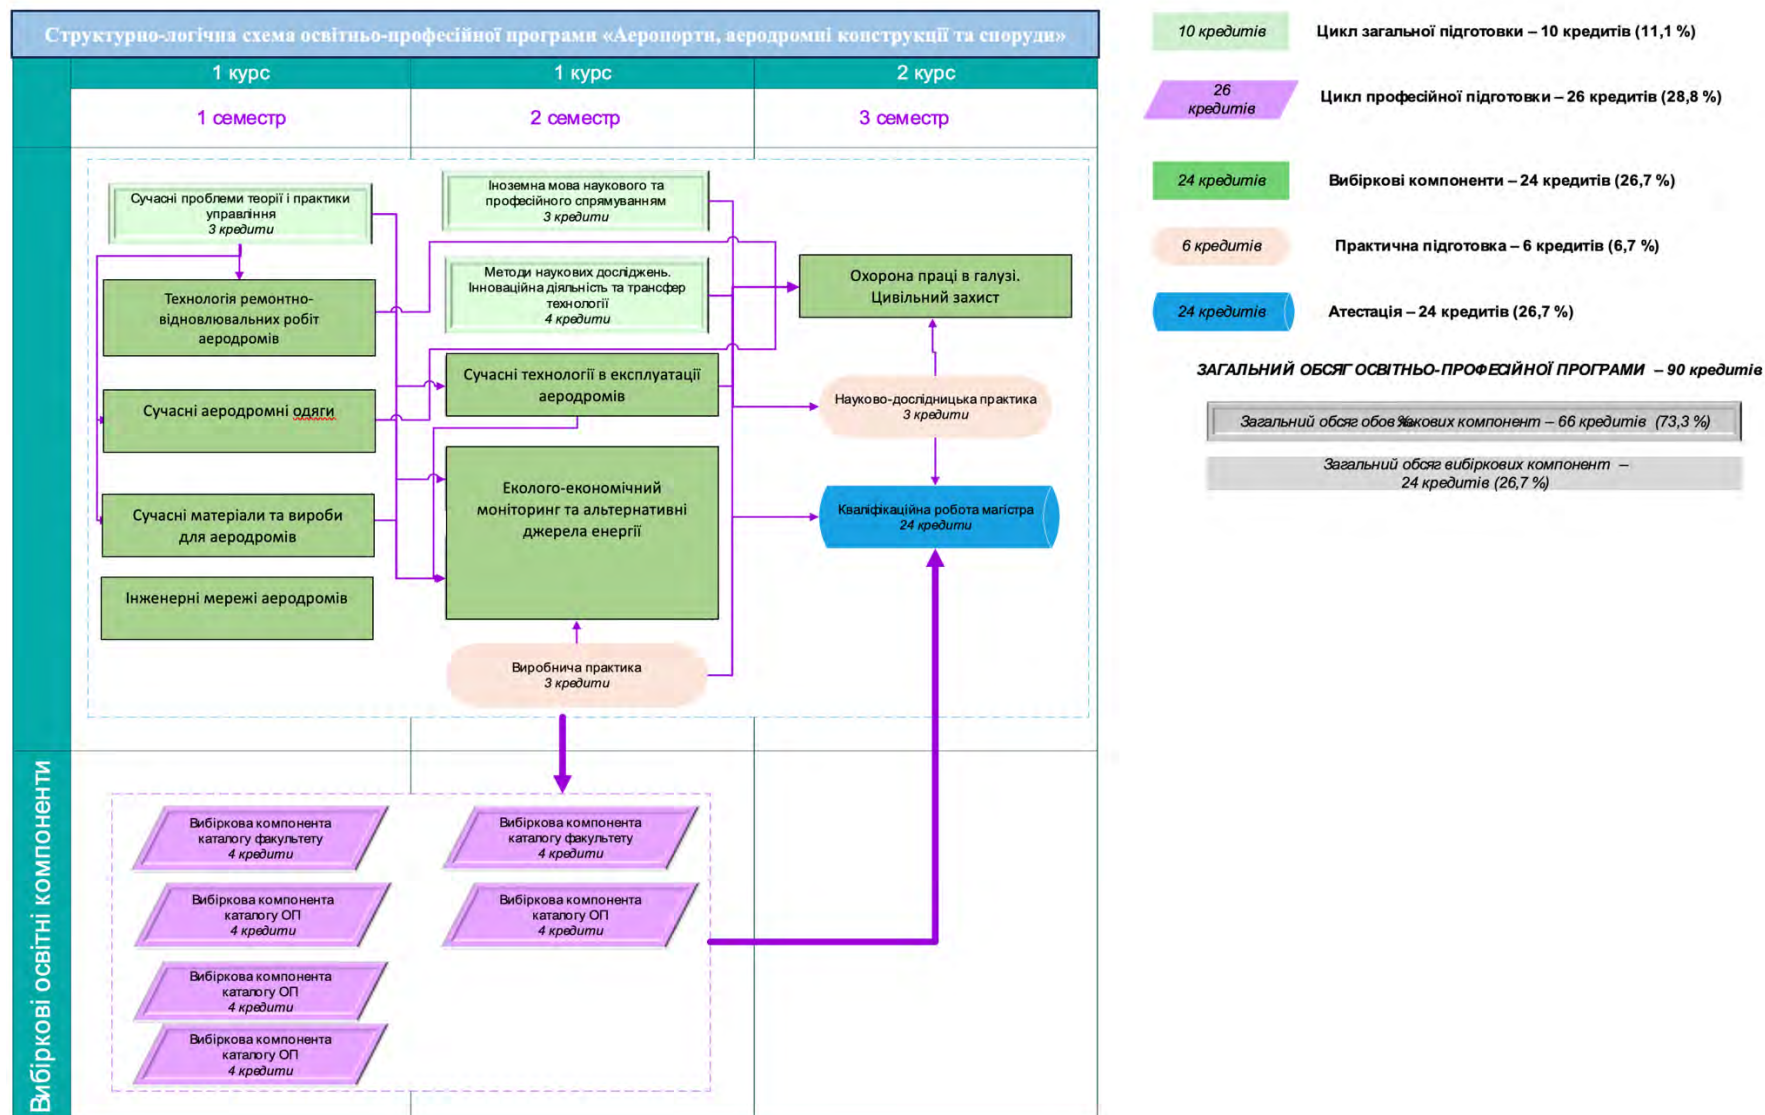 Структурно-логічна схема освітньо-професійної програми «Аеропорти, аеродромні конструкції та споруди»
1 курс
1 курс
2 курс
1 семестр
2 семестр
3 семестр
Сучасні проблеми теорії і практики
управління
3 кредити
Технологія ремонтно-
відновлювальних робіт
аеродромів
Сучасні аеродромні одяги
Сучасні матеріали та вироби
для аеродромів
Інженерні мережі аеродромів
Іноземна мова наукового та
професійного спрямуванням
3 кредити
Методи наукових досліджень.
Інноваційна діяльність та трансфер
технології
4 кредити
Сучасні технології в експлуатації
аеродромів
Еколого-економічний
моніторинг та альтернативні
джерела енергії
Виробнича практика
3 кредити
Охорона праці в галузі.
Цивільний захист
Науково-дослідницька практика
3 кредити
Кваліфікаційна робота магістра
24 кредити
Вибіркові освітні компоненти
Вибіркова компонента
каталогу факультету
4 кредити
Вибіркова компонента
каталогу ОП
4 кредити
Вибіркова компонента
каталогу ОП
4 кредити
Вибіркова компонента
каталогу ОП
4 кредити
Вибіркова компонента
каталогу факультету
4 кредити
Вибіркова компонента
каталогу ОП
4 кредити
10 кредитів
Цикл загальної підготовки – 10 кредитів (11,1 %)
26
кредитів
Цикл професійної підготовки – 26 кредитів (28,8 %)
24 кредитів
Вибіркові компоненти – 24 кредитів (26,7 %)
6 кредитів
Практична підготовка – 6 кредитів (6,7 %)
24 кредитів
Атестація – 24 кредитів (26,7 %)
ЗАГАЛЬНИЙ ОБСЯГ ОСВІТНЬО-ПРОФЕСІЙНОЇ ПРОГРАМИ – 90 кредитів
Загальний обсяг компонент – 66 кредитів (73,3 %)
Загальний обсяг вибіркових компонент –
24 кредитів (26,7 %)